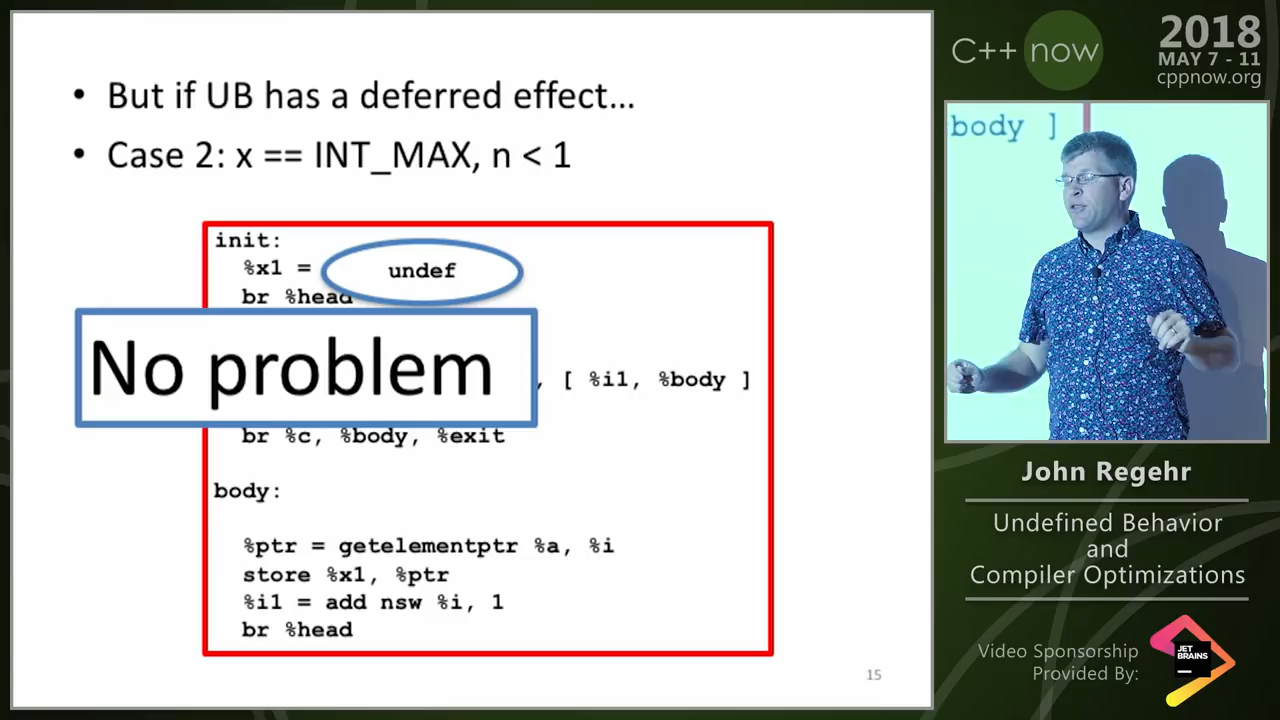 • But if UB has a deferred effect...
• Case 2: x == INT_MAX, n < 1
init:
%x1 = undef
br %head
No problem
, [ %i1, %body ]
br %c, %body, %exit
body:
%ptr = getelementptr %a, %i
store %x1, %ptr
%i1 = add nsw %i, 1
br %head
15
C++ now
2018
MAY 7 - 11
cppnow.org
body ]
John Regehr
Undefined Behavior
and
Compiler Optimizations
Video Sponsorship
Provided By:
JET
BRAINS